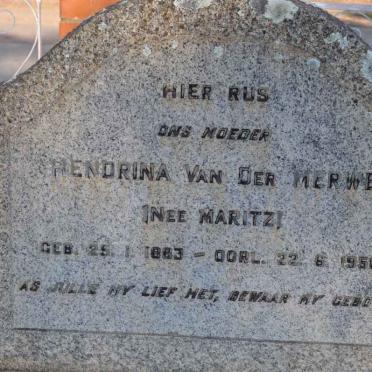 HIER RUS
ONS MOEDER
HENDRINA VAN DER MERWE
(NEE MARITZ)
GEB. 25. 1. 1883 - OORL. 22. 6. 195
AS JULLE MY LIEF HET, BEWAAR MY GEBO